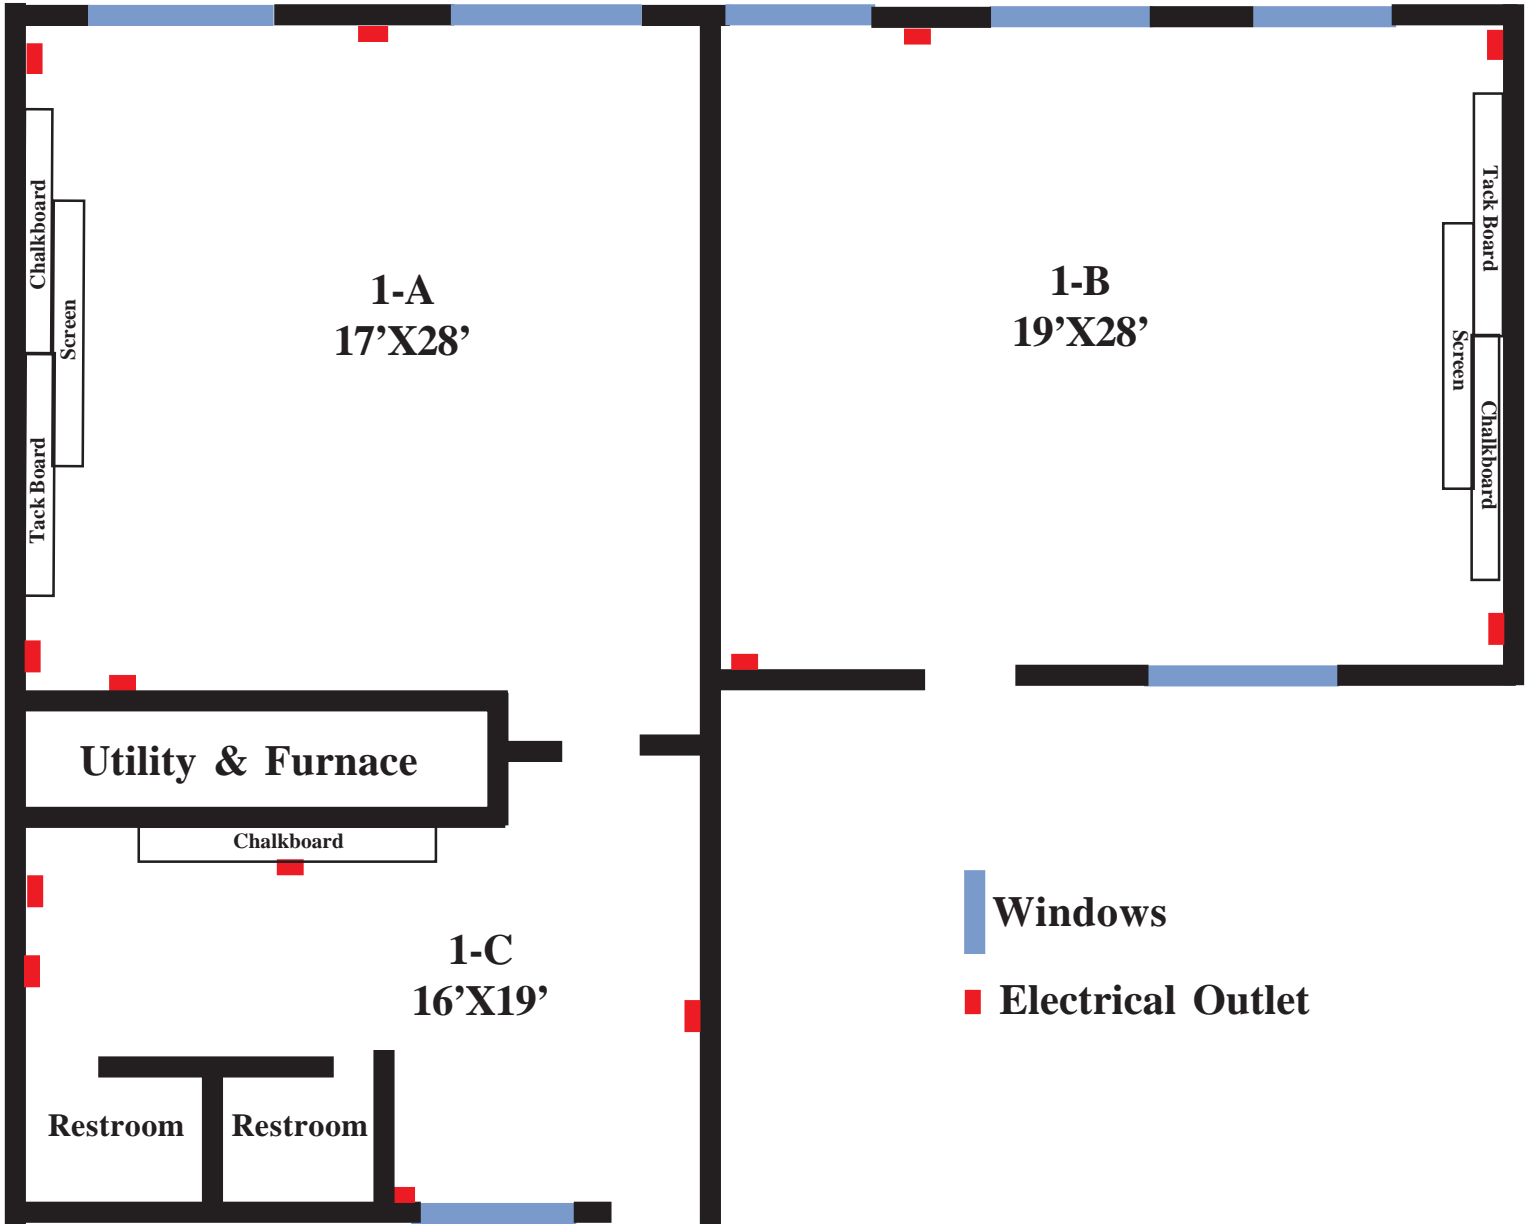 Chalkboard
Screen
Tack Board
1-A
17’X28’
1-B
19’X28’
Tack Board
Screen
Chalkboard
Utility & Furnace
Chalkboard
1-C
16’X19’
Windows
Electrical Outlet
Restroom
Restroom